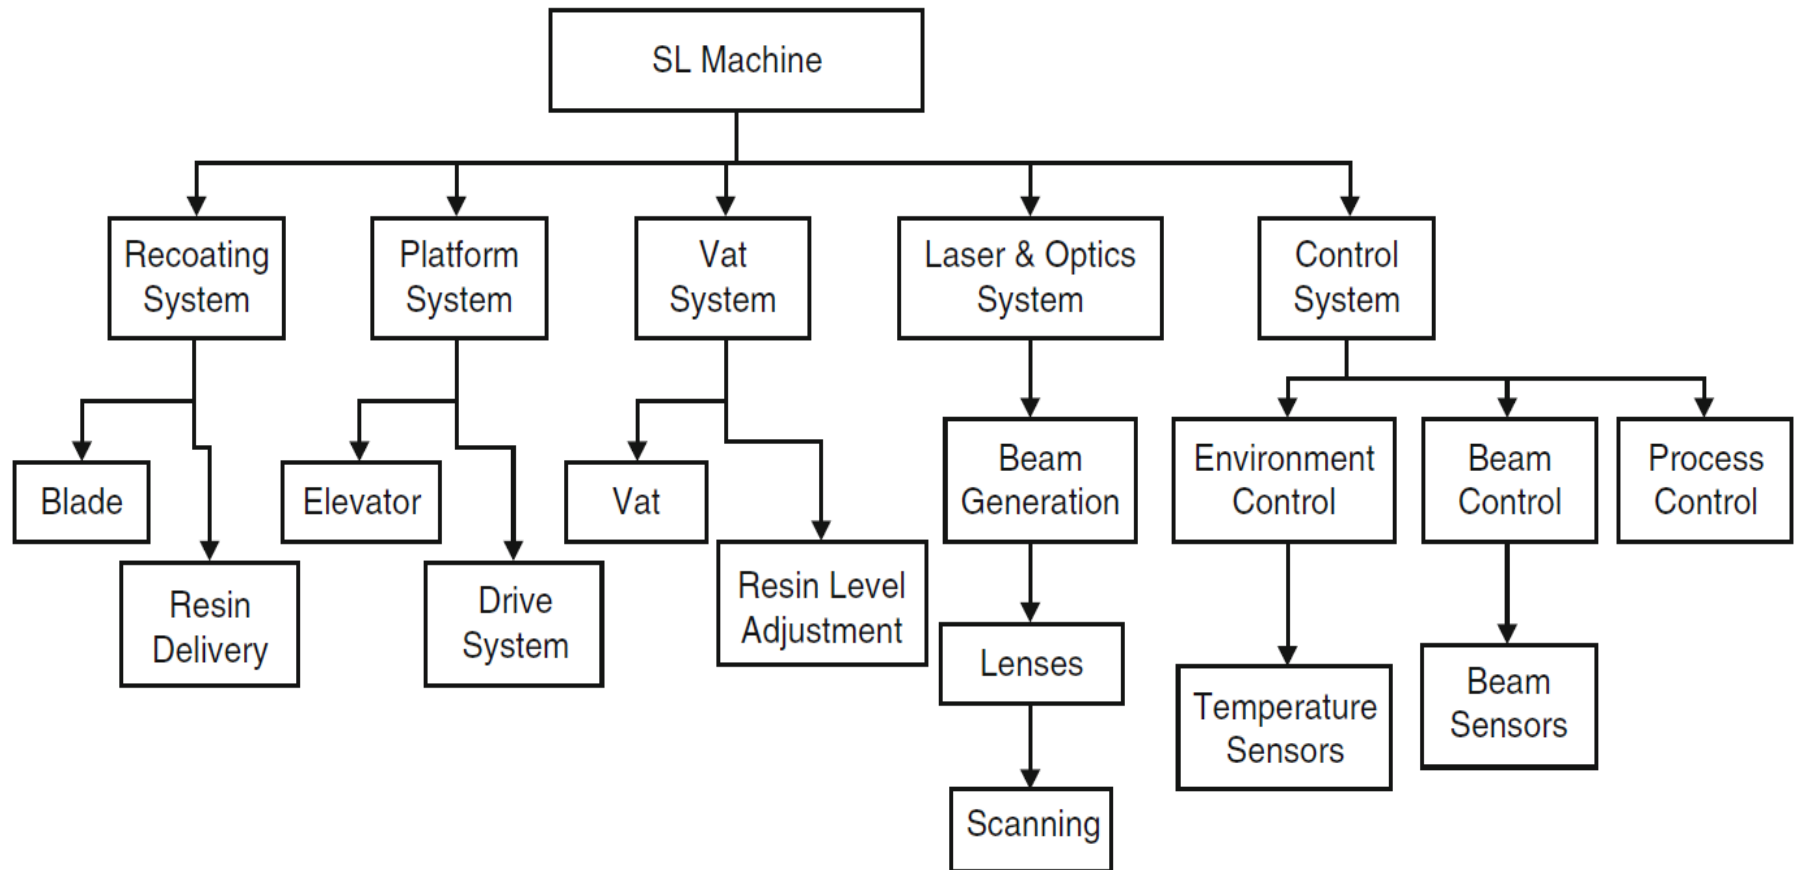 SL Machine
Recoating
System
Platform
System
Vat
System
Laser & Optics
System
Control
System
Blade
Resin
Delivery
Elevator
Drive
System
Vat
Resin Level
Adjustment
Beam
Generation
Lenses
Scanning
Environment
Control
Temperature
Sensors
Beam
Control
Beam
Sensors
Process
Control